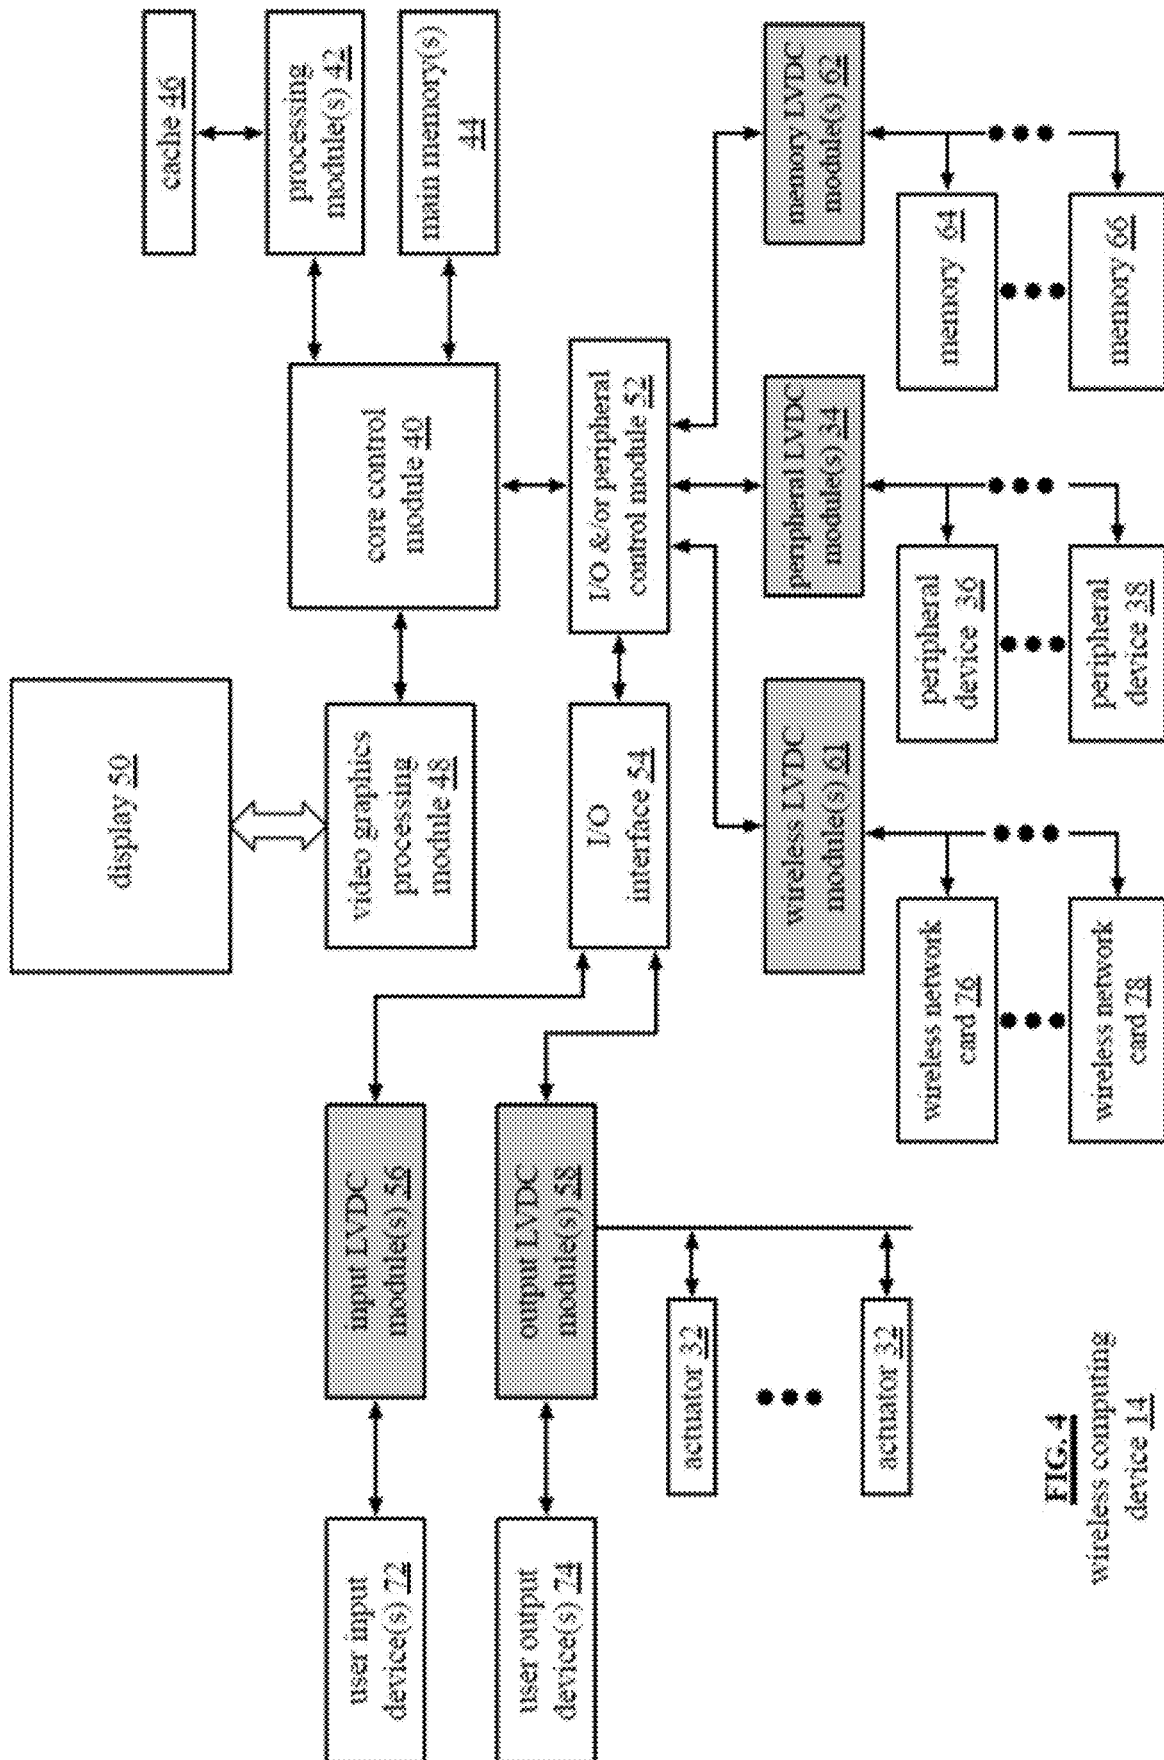 display 50
cache 46
video graphics
processing
module 48
core control
module 40
processing
module(s) 42
main memory(s)
44
user input
device(s) 72
input LVDC
module(s) 56
user output
device(s) 74
output LVDC
module(s) 58
I/O
interface 54
I/O &/or peripheral
control module 52
actuator 32
actuator 32
wireless LVDC
module(s) 61
peripheral LVDC
module(s) 34
memory LVDC
module(s) 62
wireless network
card 76
peripheral
device 36
memory 64
wireless network
card 78
peripheral
device 38
memory 66
FIG. 4
wireless computing
device 14